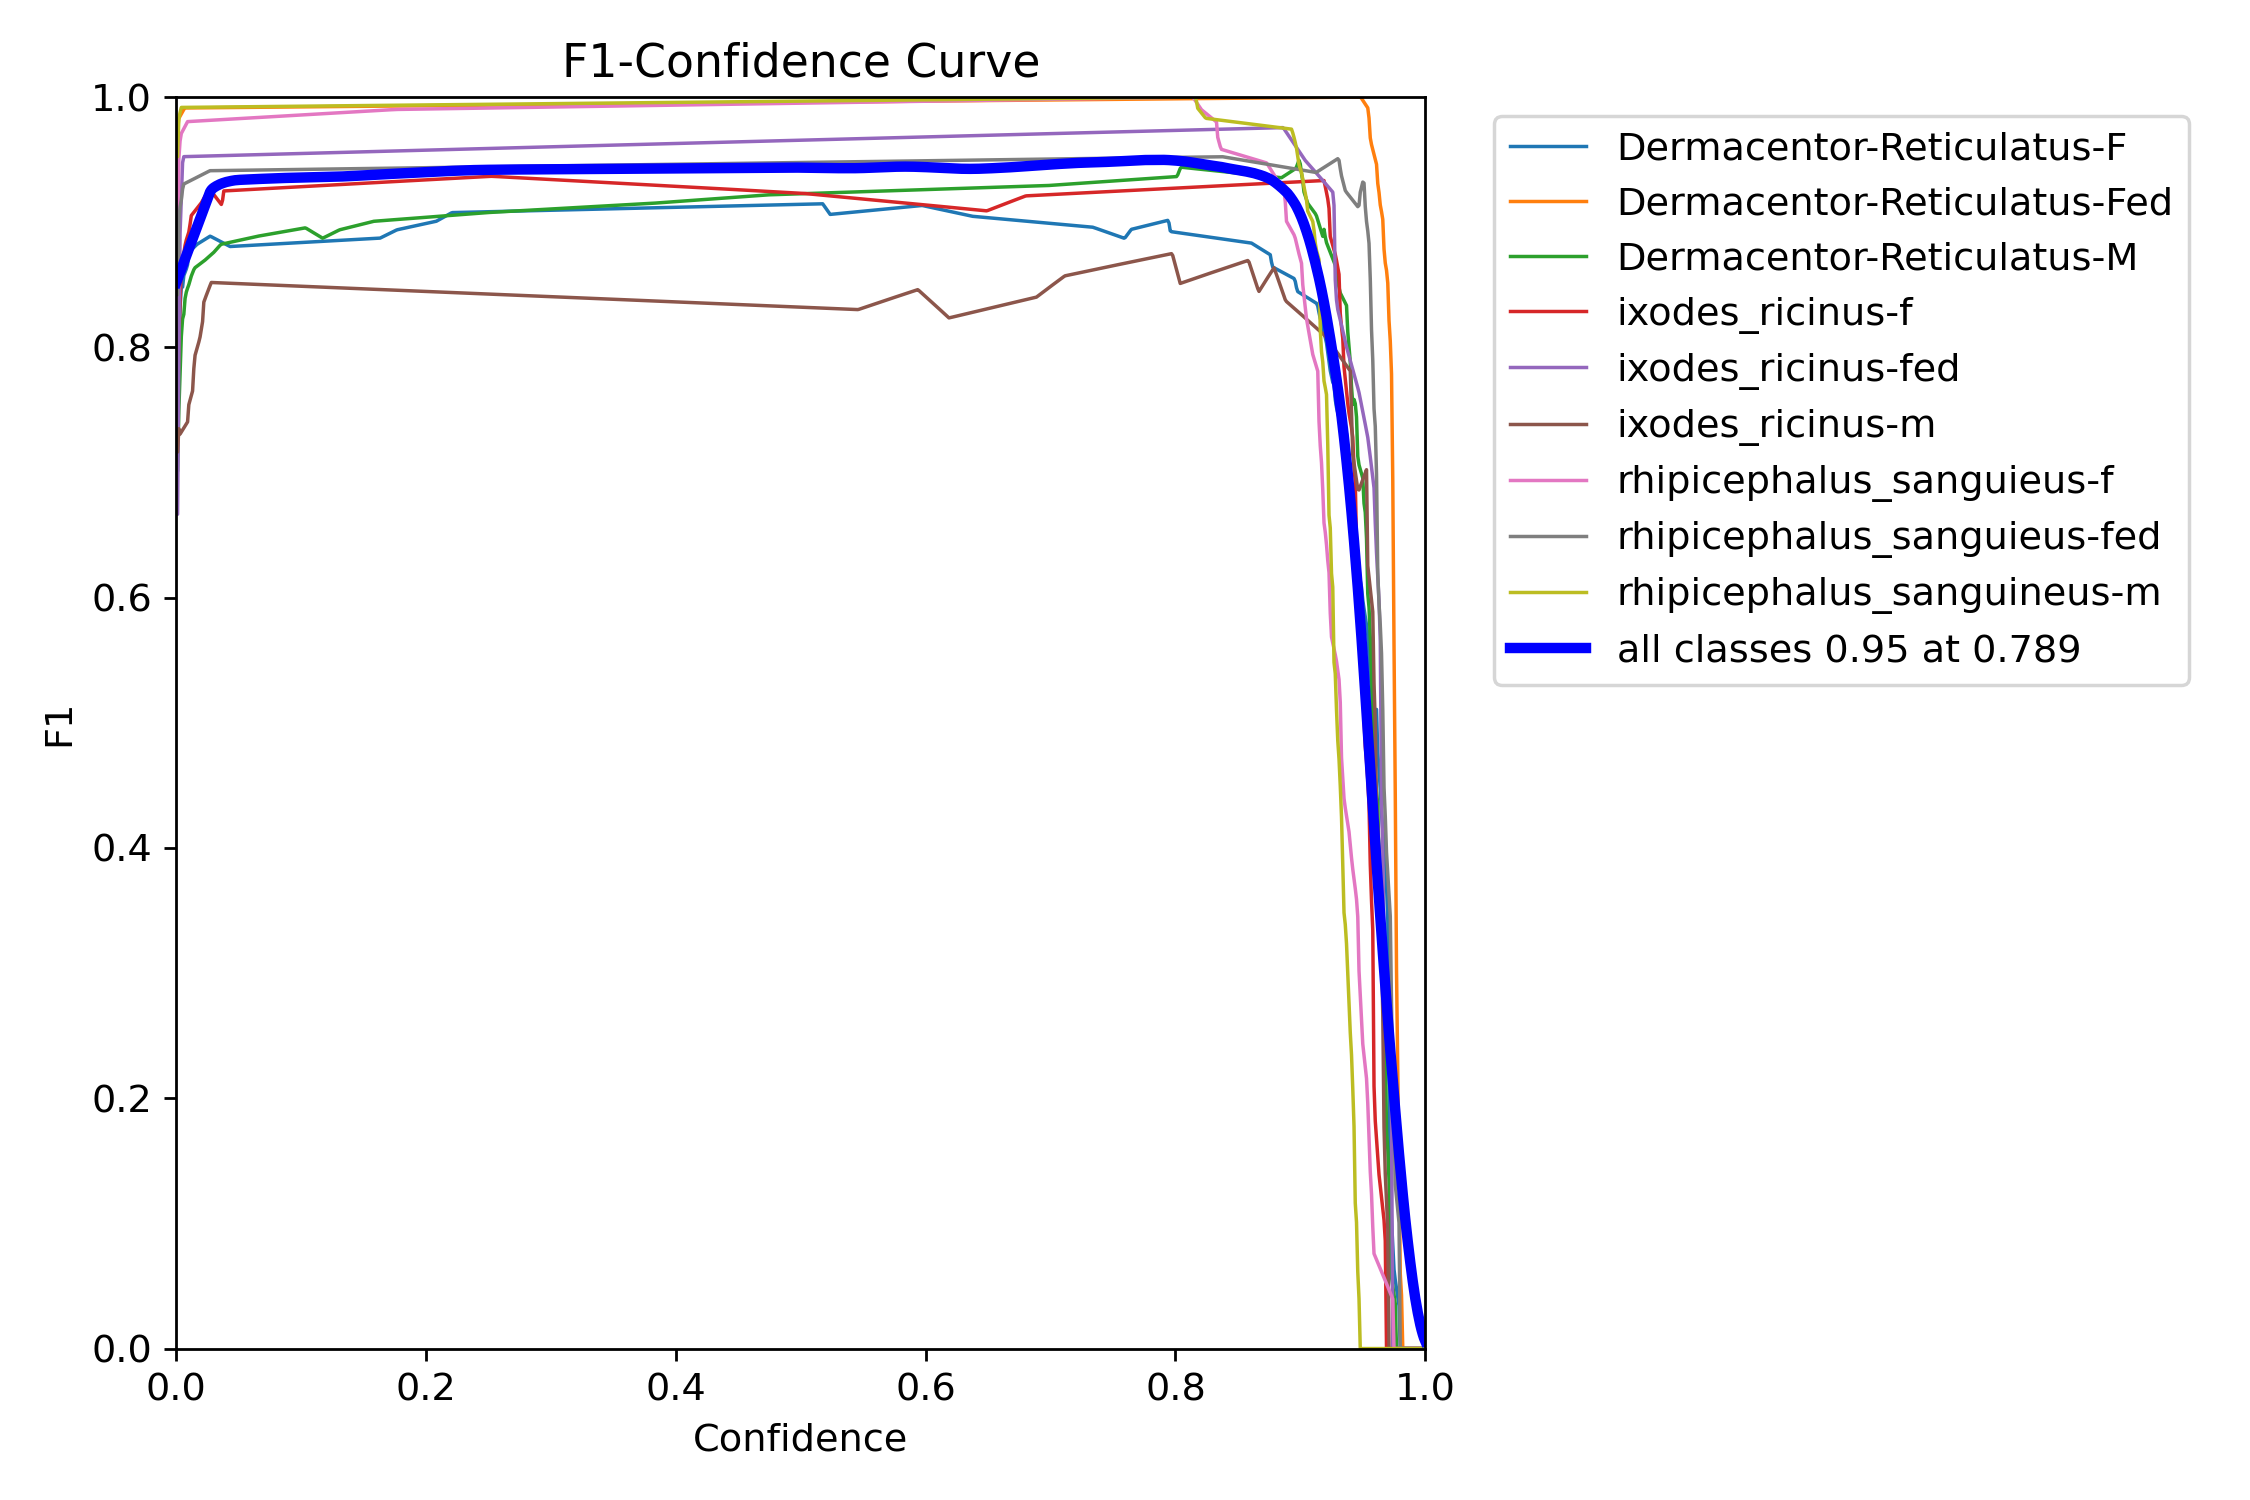 F1-Confidence Curve
1.0
0.8
0.6
0.4
0.2
0.0
F1
0.0 0.2 0.4 0.6 0.8 1.0
Confidence
Dermacentor-Reticulatus-F
Dermacentor-Reticulatus-Fed
Dermacentor-Reticulatus-M
ixodes_ricinus-f
ixodes_ricinus-fed
ixodes_ricinus-m
rhipicephalus_sanguieus-f
rhipicephalus_sanguieus-fed
rhipicephalus_sanguineus-m
all classes 0.95 at 0.789